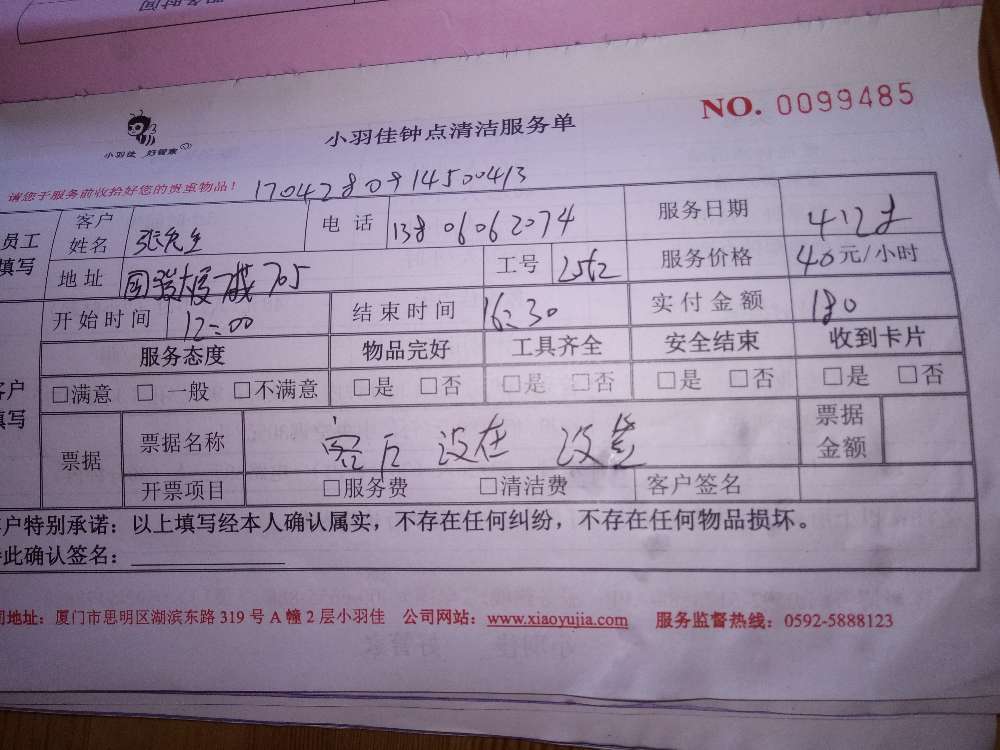 NO. 0099485
小羽佳 好管家
小羽佳钟点清洁服务单
请您于服务前收拾好您的贵重物品！ 1704280914500413
员工填写 客户姓名 张先生 电话 13806062074 服务日期
地址 705 工号 2562 服务价格 40元/小时
开始时间 12:00 结束时间 16:30 实付金额 180
服务态度 物品完好 工具齐全 安全结束 收到卡片
客户填写 □满意 □一般 □不满意 □是 □否 □是 □否 □是 □否 □是 □否
票据 票据名称 客户 没在 没签 票据金额
开票项目 □服务费 □清洁费 客户签名
户特别承诺：以上填写经本人确认属实，不存在任何纠纷，不存在任何物品损坏。
此确认签名：
司地址：厦门市思明区湖滨东路 319 号 A 幢 2 层小羽佳 公司网站：www.xiaoyujia.com 服务监督热线：0592-5888123